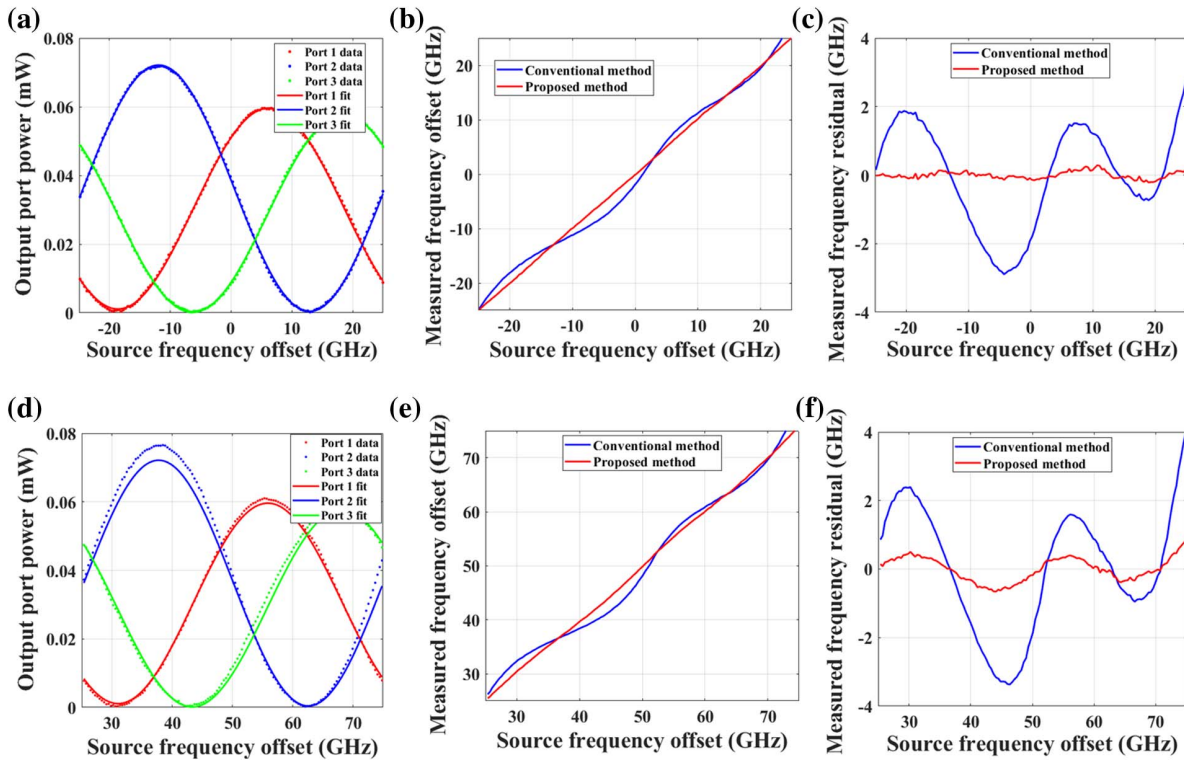 (a)
Output port power (mW)
0.08
0.06
0.04
0.02
0
-20
-10
0
10
20
Source frequency offset (GHz)
Port 1 data
Port 2 data
Port 3 data
Port 1 fit
Port 2 fit
Port 3 fit
(b)
Measured frequency offset (GHz)
20
10
0
-10
-20
-20
-10
0
10
20
Source frequency offset (GHz)
Conventional method
Proposed method
(c)
Measured frequency residual (GHz)
4
2
0
-2
-4
-20
-10
0
10
20
Source frequency offset (GHz)
Conventional method
Proposed method
(d)
Output port power (mW)
0.08
0.06
0.04
0.02
0
30
40
50
60
70
Source frequency offset (GHz)
Port 1 data
Port 2 data
Port 3 data
Port 1 fit
Port 2 fit
Port 3 fit
(e)
Measured frequency offset (GHz)
70
60
50
40
30
30
40
50
60
70
Source frequency offset (GHz)
Conventional method
Proposed method
(f)
Measured frequency residual (GHz)
4
2
0
-2
-4
30
40
50
60
70
Source frequency offset (GHz)
Conventional method
Proposed method